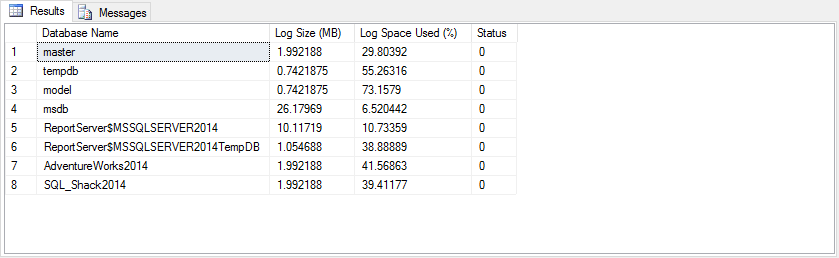 Results Messages
Database Name Log Size (MB) Log Space Used (%) Status
1 master 1.992188 29.80392 0
2 tempdb 0.7421875 55.26316 0
3 model 0.7421875 73.1579 0
4 msdb 26.17969 6.520442 0
5 ReportServer$MSSQLSERVER2014 10.11719 10.73359 0
6 ReportServer$MSSQLSERVER2014TempDB 1.054688 38.88889 0
7 AdventureWorks2014 1.992188 41.56863 0
8 SQL_Shack2014 1.992188 39.41177 0